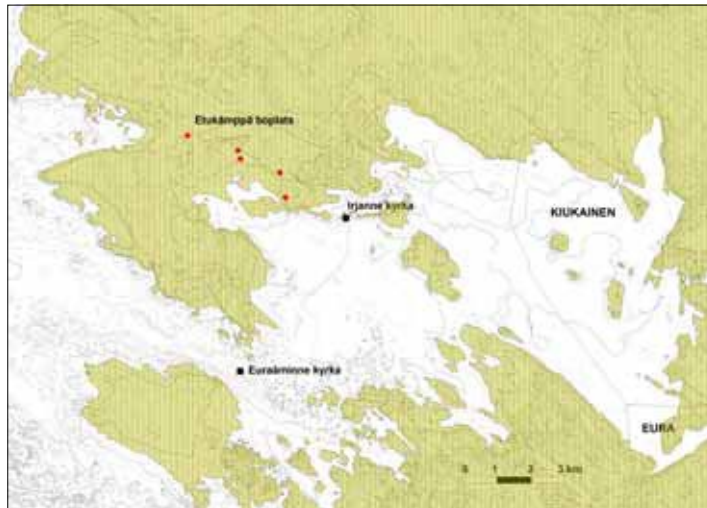 Etukämppä boplats
Irjanne kyrka
KIUKAINEN
Euraåminne kyrka
EURA
0 1 2 3 km